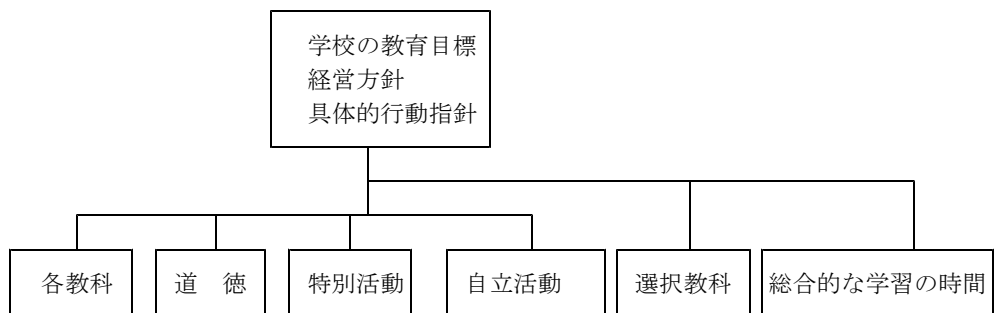 学校の教育目標
経営方針
具体的行動指針
各教科
道　徳
特別活動
自立活動
選択教科
総合的な学習の時間